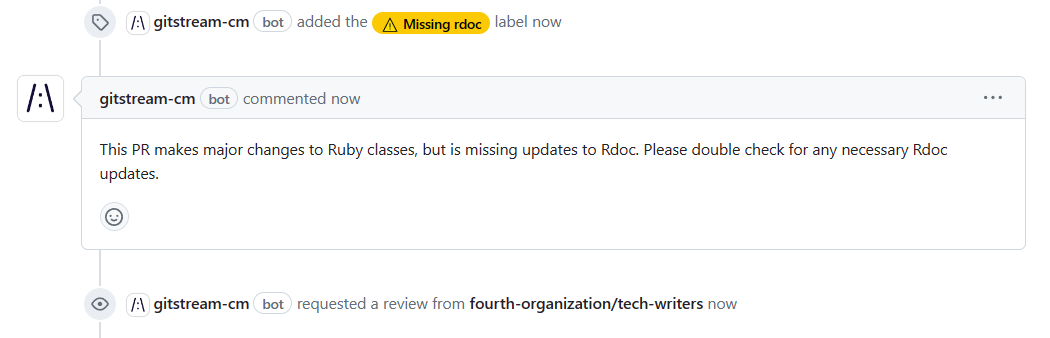 /:\ gitstream-cm bot added the ⚠ Missing rdoc label now
/:\
gitstream-cm bot commented now ...
This PR makes major changes to Ruby classes, but is missing updates to Rdoc. Please double check for any necessary Rdoc
updates.
/:\ gitstream-cm bot requested a review from fourth-organization/tech-writers now